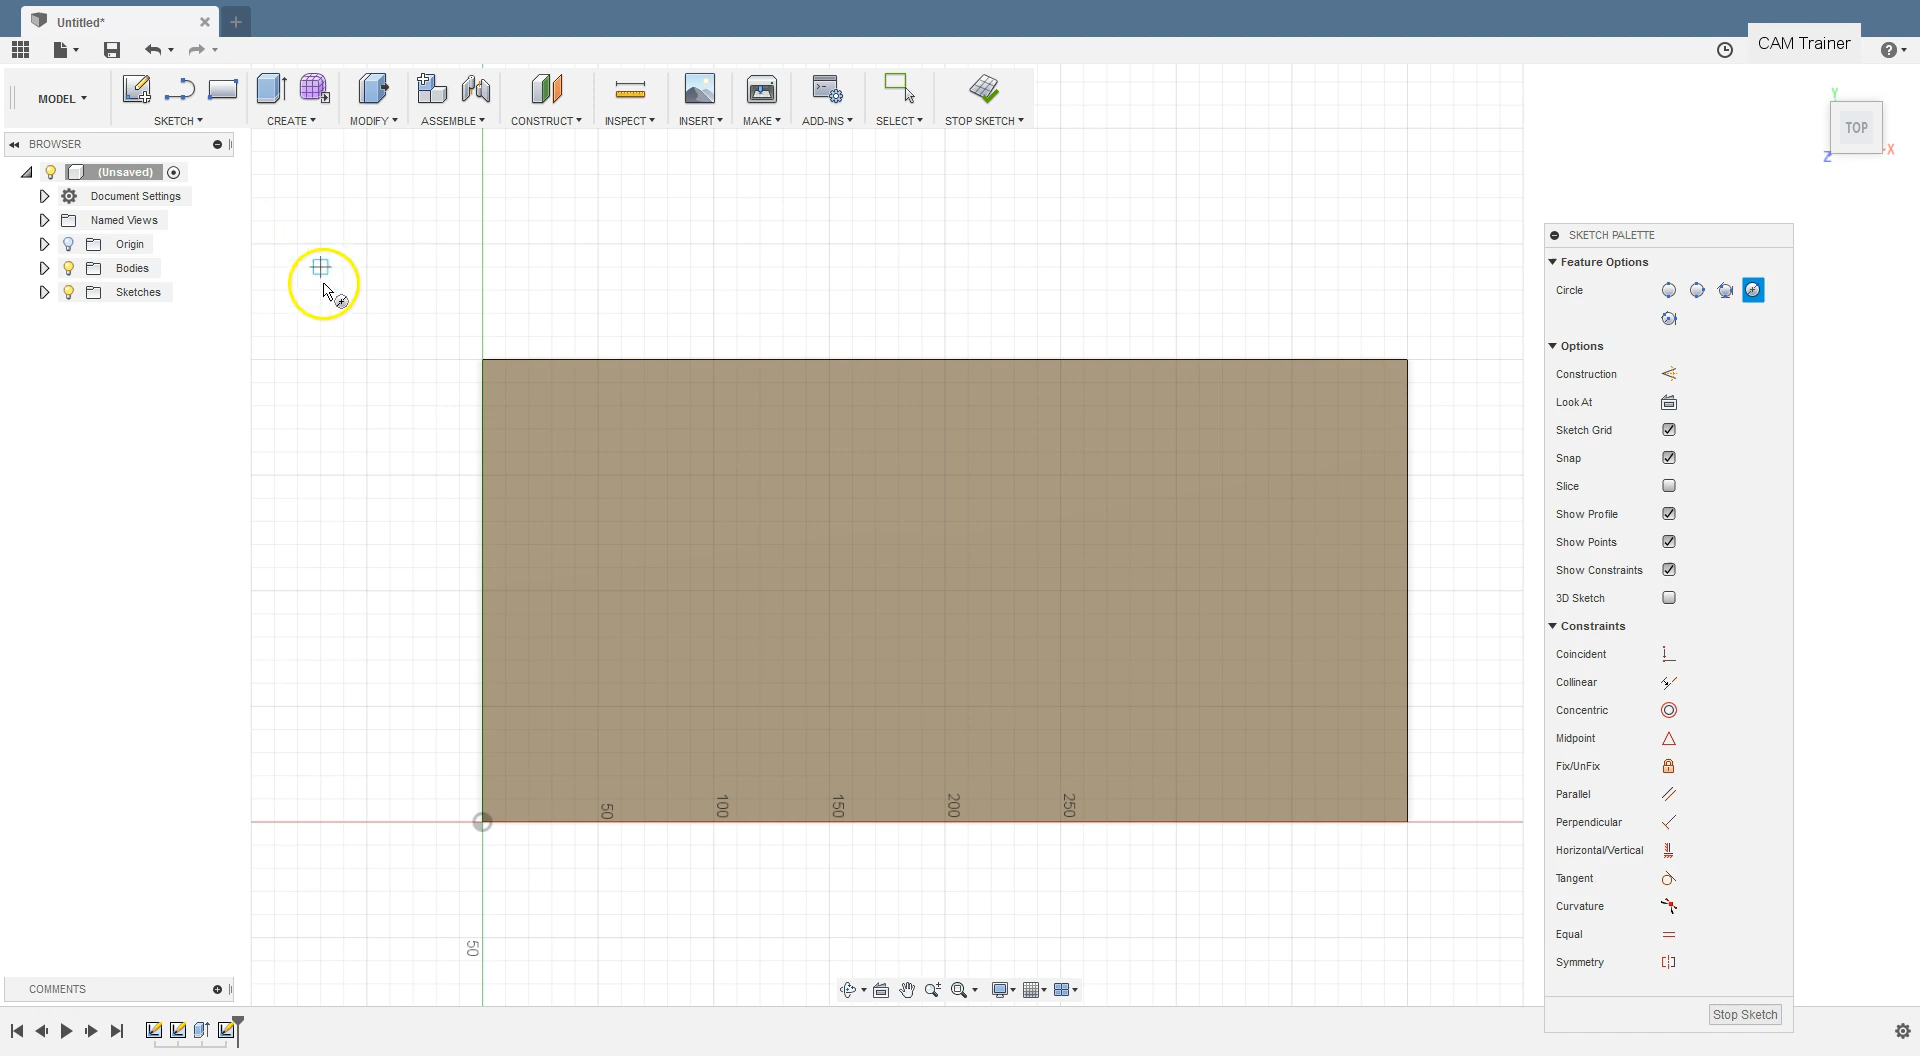 Untitled*
CAM Trainer
MODEL
SKETCH
CREATE
MODIFY
ASSEMBLE
CONSTRUCT
INSPECT
INSERT
MAKE
ADD-INS
SELECT
STOP SKETCH
BROWSER
(Unsaved)
Document Settings
Named Views
Origin
Bodies
Sketches
Y
TOP
X
Z
SKETCH PALETTE
Feature Options
Circle
Options
Construction
Look At
Sketch Grid
Snap
Slice
Show Profile
Show Points
Show Constraints
3D Sketch
Constraints
Coincident
Collinear
Concentric
Midpoint
Fix/UnFix
Parallel
Perpendicular
Horizontal/Vertical
Tangent
Curvature
Equal
Symmetry
Stop Sketch
50
100
150
200
250
50
COMMENTS